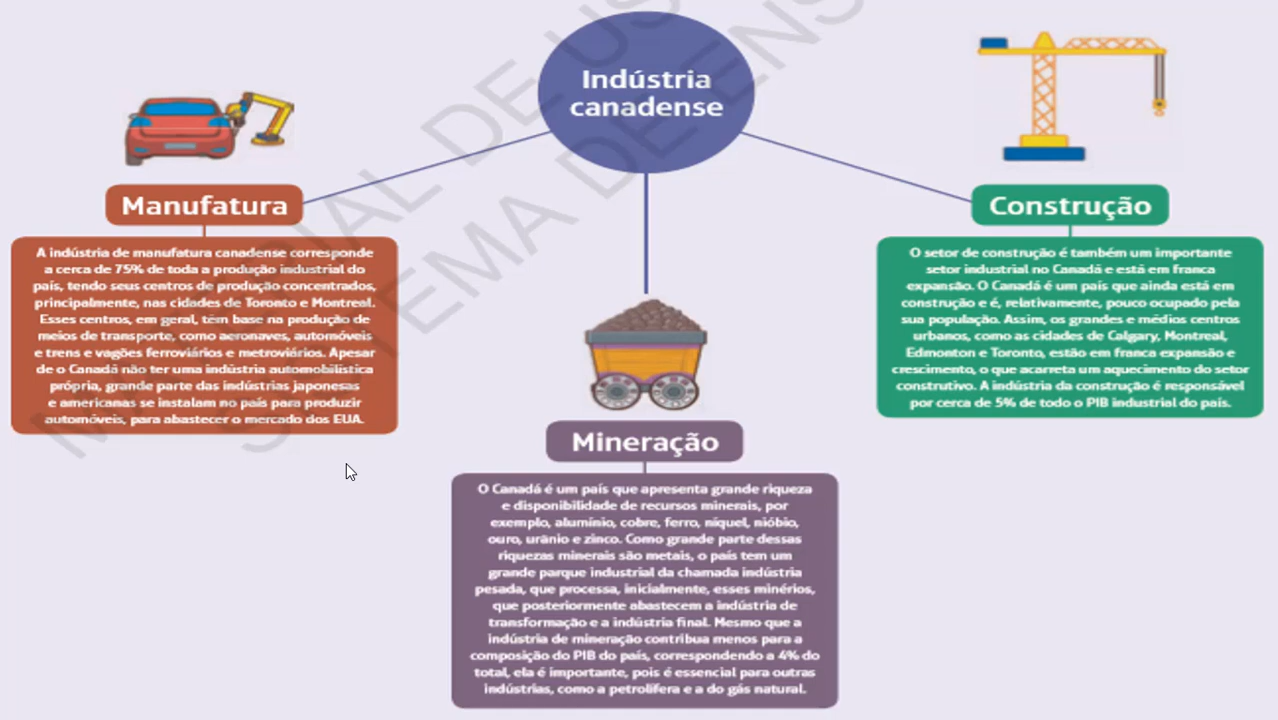 Indústria
canadense
Manufatura
A indústria de manufatura canadense corresponde
a cerca de 75% de toda a produção industrial do
país, tendo seus centros de produção concentrados,
principalmente, nas cidades de Toronto e Montreal.
Esses centros, em geral, têm base na produção de
meios de transporte, como aeronaves, automóveis
e trens e vagões ferroviários e metroviários. Apesar
de o Canadá não ter uma indústria automobilística
própria, grande parte das indústrias japonesas
e americanas se instalam no país para produzir
automóveis, para abastecer o mercado dos EUA.
Mineração
O Canadá é um país que apresenta grande riqueza
e disponibilidade de recursos minerais, por
exemplo, alumínio, cobre, ferro, níquel, nióbio,
ouro, urânio e zinco. Como grande parte dessas
riquezas minerais são metais, o país tem um
grande parque industrial da chamada indústria
pesada, que processa, inicialmente, esses minérios,
que posteriormente abastecem a indústria de
transformação e a indústria final. Mesmo que a
indústria de mineração contribua menos para a
composição do PIB do país, correspondendo a 4% do
total, ela é importante, pois é essencial para outras
indústrias, como a petrolífera e a do gás natural.
Construção
O setor de construção é também um importante
setor industrial no Canadá e está em franca
expansão. O Canadá é um país que ainda está em
construção e é, relativamente, pouco ocupado pela
sua população. Assim, os grandes e médios centros
urbanos, como as cidades de Calgary, Montreal,
Edmonton e Toronto, estão em franca expansão e
crescimento, o que acarreta um aquecimento do setor
construtivo. A indústria da construção é responsável
por cerca de 5% de todo o PIB industrial do país.